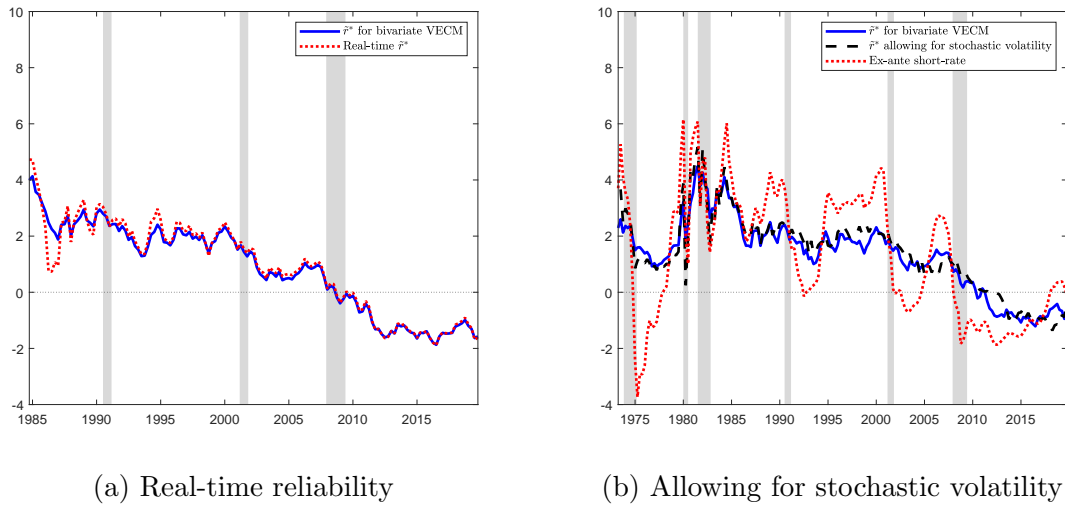 10
8
6
4
2
0
-2
-4
1985 1990 1995 2000 2005 2010 2015
r̃* for bivariate VECM
Real-time r̃*
(a) Real-time reliability
10
8
6
4
2
0
-2
-4
1975 1980 1985 1990 1995 2000 2005 2010 2015
r̃* for bivariate VECM
r̃* allowing for stochastic volatility
Ex-ante short-rate
(b) Allowing for stochastic volatility